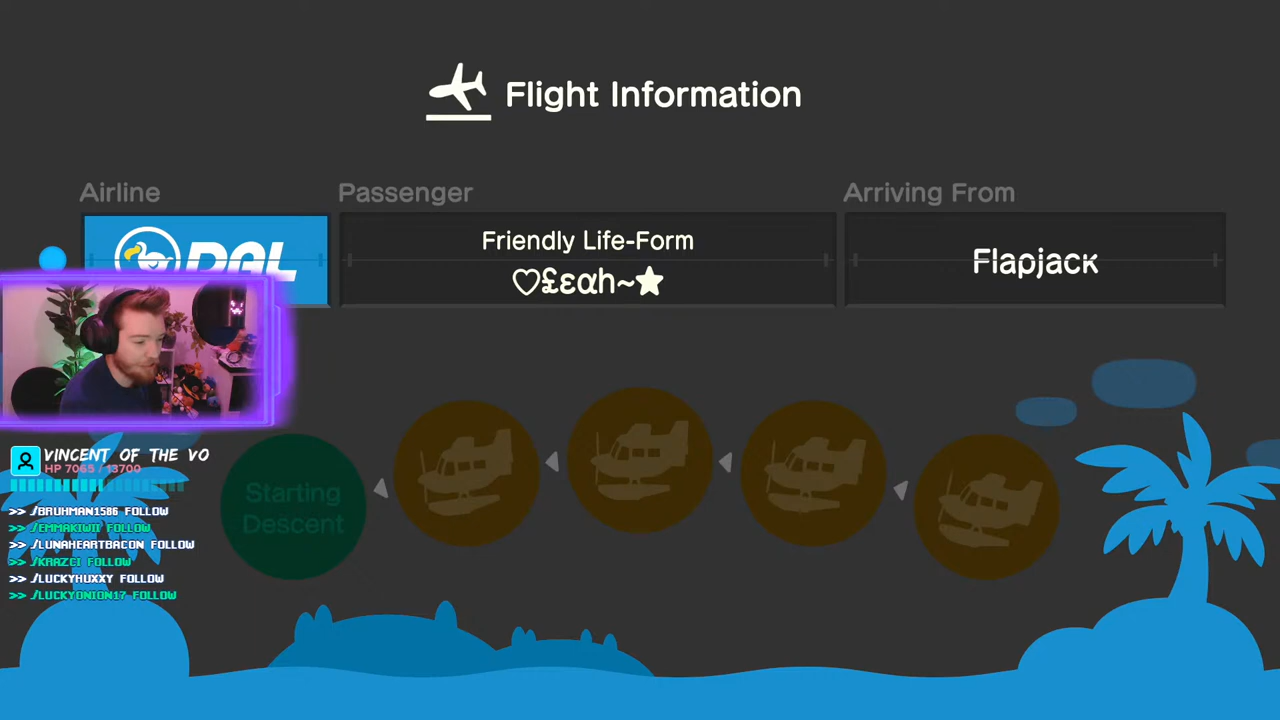 Flight Information
Airline
Passenger
Arriving From
DAL
Friendly Life-Form
♡£εαh~★
Flapjack
Starting
Descent
VINCENT OF THE VO
HP 7065 / 13700
>> ./BRUHMAN1586 FOLLOW
>> ./EMMAKIWII FOLLOW
>> ./LUNAHEARTBACON FOLLOW
>> ./KRAZCI FOLLOW
>> ./LUCKYHUXXY FOLLOW
>> ./LUCKYONION17 FOLLOW